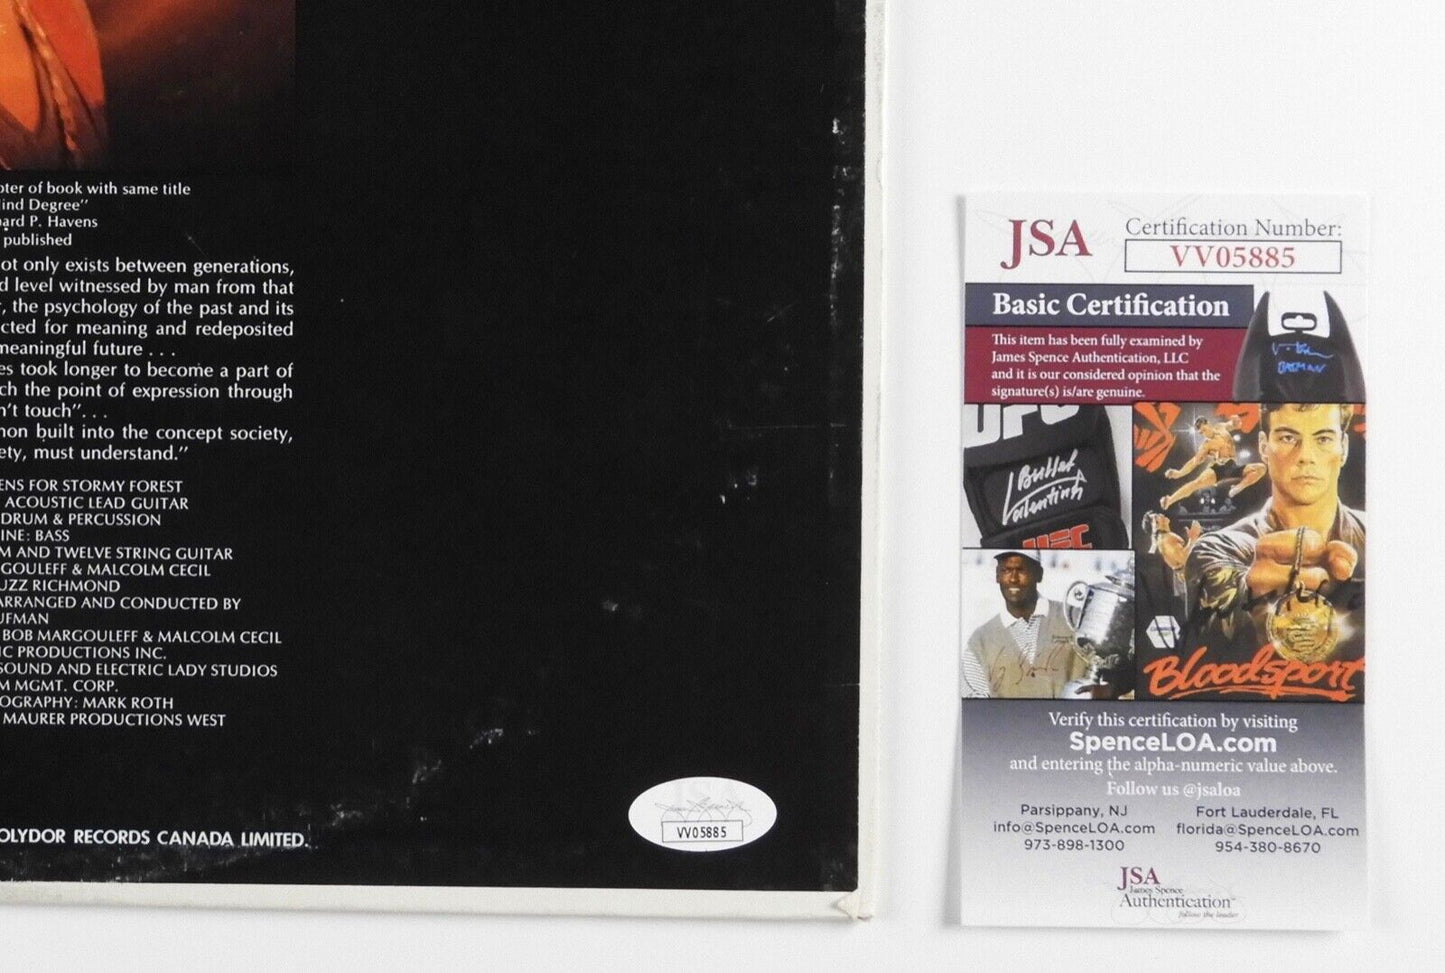 pter of book with same title
ind Degree"
ard P. Havens
published
ot only exists between generations,
d level witnessed by man from that
, the psychology of the past and its
cted for meaning and redeposited
meaningful future . . .
es took longer to become a part of
ch the point of expression through
n't touch". . .
non built into the concept society,
ety, must understand."
ENS FOR STORMY FOREST
ACOUSTIC LEAD GUITAR
DRUM & PERCUSSION
INE: BASS
M AND TWELVE STRING GUITAR
GOULEFF & MALCOLM CECIL
UZZ RICHMOND
ARRANGED AND CONDUCTED BY
UFMAN
BOB MARGOULEFF & MALCOLM CECIL
IC PRODUCTIONS INC.
SOUND AND ELECTRIC LADY STUDIOS
M MGMT. CORP.
OGRAPHY: MARK ROTH
MAURER PRODUCTIONS WEST
OLYDOR RECORDS CANADA LIMITED.
JSA
VV05885
JSA
Certification Number:
VV05885
Basic Certification
This item has been fully examined by
James Spence Authentication, LLC
and it is our considered opinion that the
signature(s) is/are genuine.
BATMAN
UFC
Bullet
Valentina
UFC
Bloodsport
Verify this certification by visiting
SpenceLOA.com
and entering the alpha-numeric value above.
Follow us @jsaloa
Parsippany, NJ
info@SpenceLOA.com
973-898-1300
Fort Lauderdale, FL
florida@SpenceLOA.com
954-380-8670
JSA
James Spence
Authentication
follow the leader